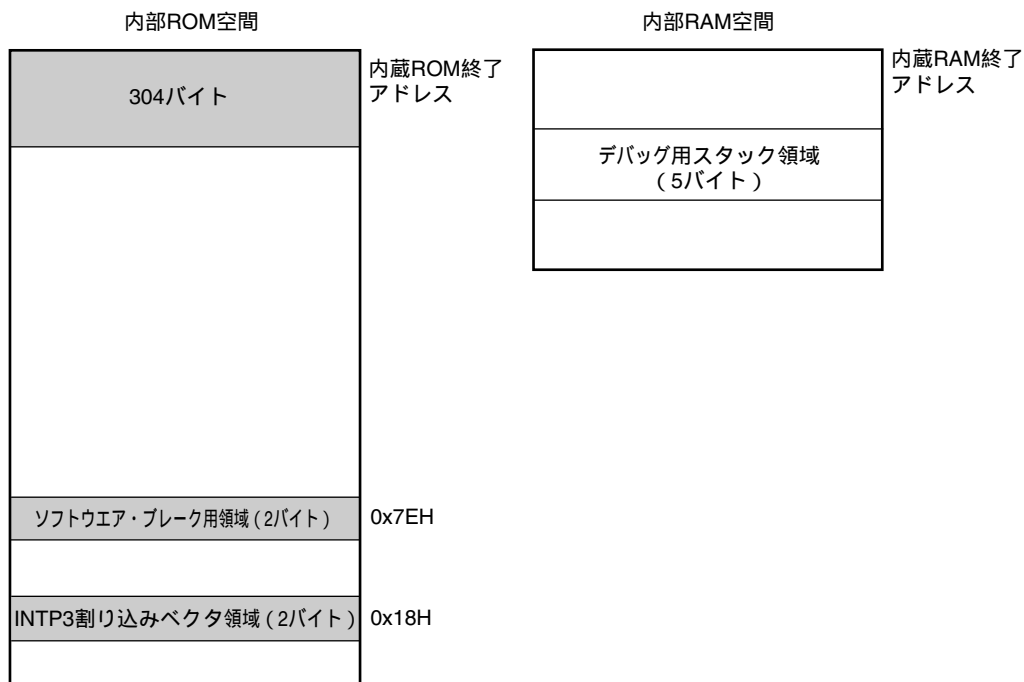 内部ROM空間
304バイト
内蔵ROM終了
アドレス
ソフトウエア・ブレーク用領域（2バイト）
0x7EH
INTP3割り込みベクタ領域（2バイト）
0x18H
内部RAM空間
内蔵RAM終了
アドレス
デバッグ用スタック領域
（5バイト）